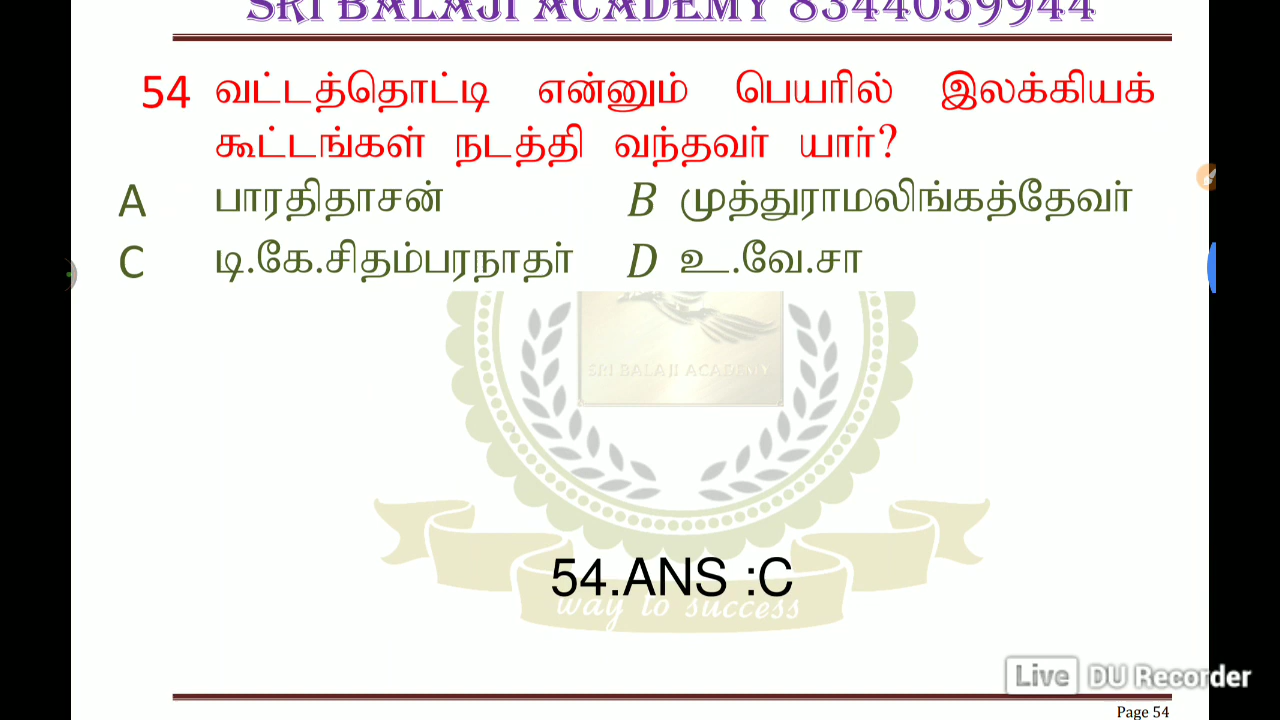 SRI BALAJI ACADEMY 8344059944
54 வட்டத்தொட்டி என்னும் பெயரில் இலக்கியக்
கூட்டங்கள் நடத்தி வந்தவர் யார்?
A பாரதிதாசன் B முத்துராமலிங்கத்தேவர்
C டி.கே.சிதம்பரநாதர் D உ.வே.சா
SRI BALAJI ACADEMY
54.ANS :C
way to success
Live DU Recorder
Page 54